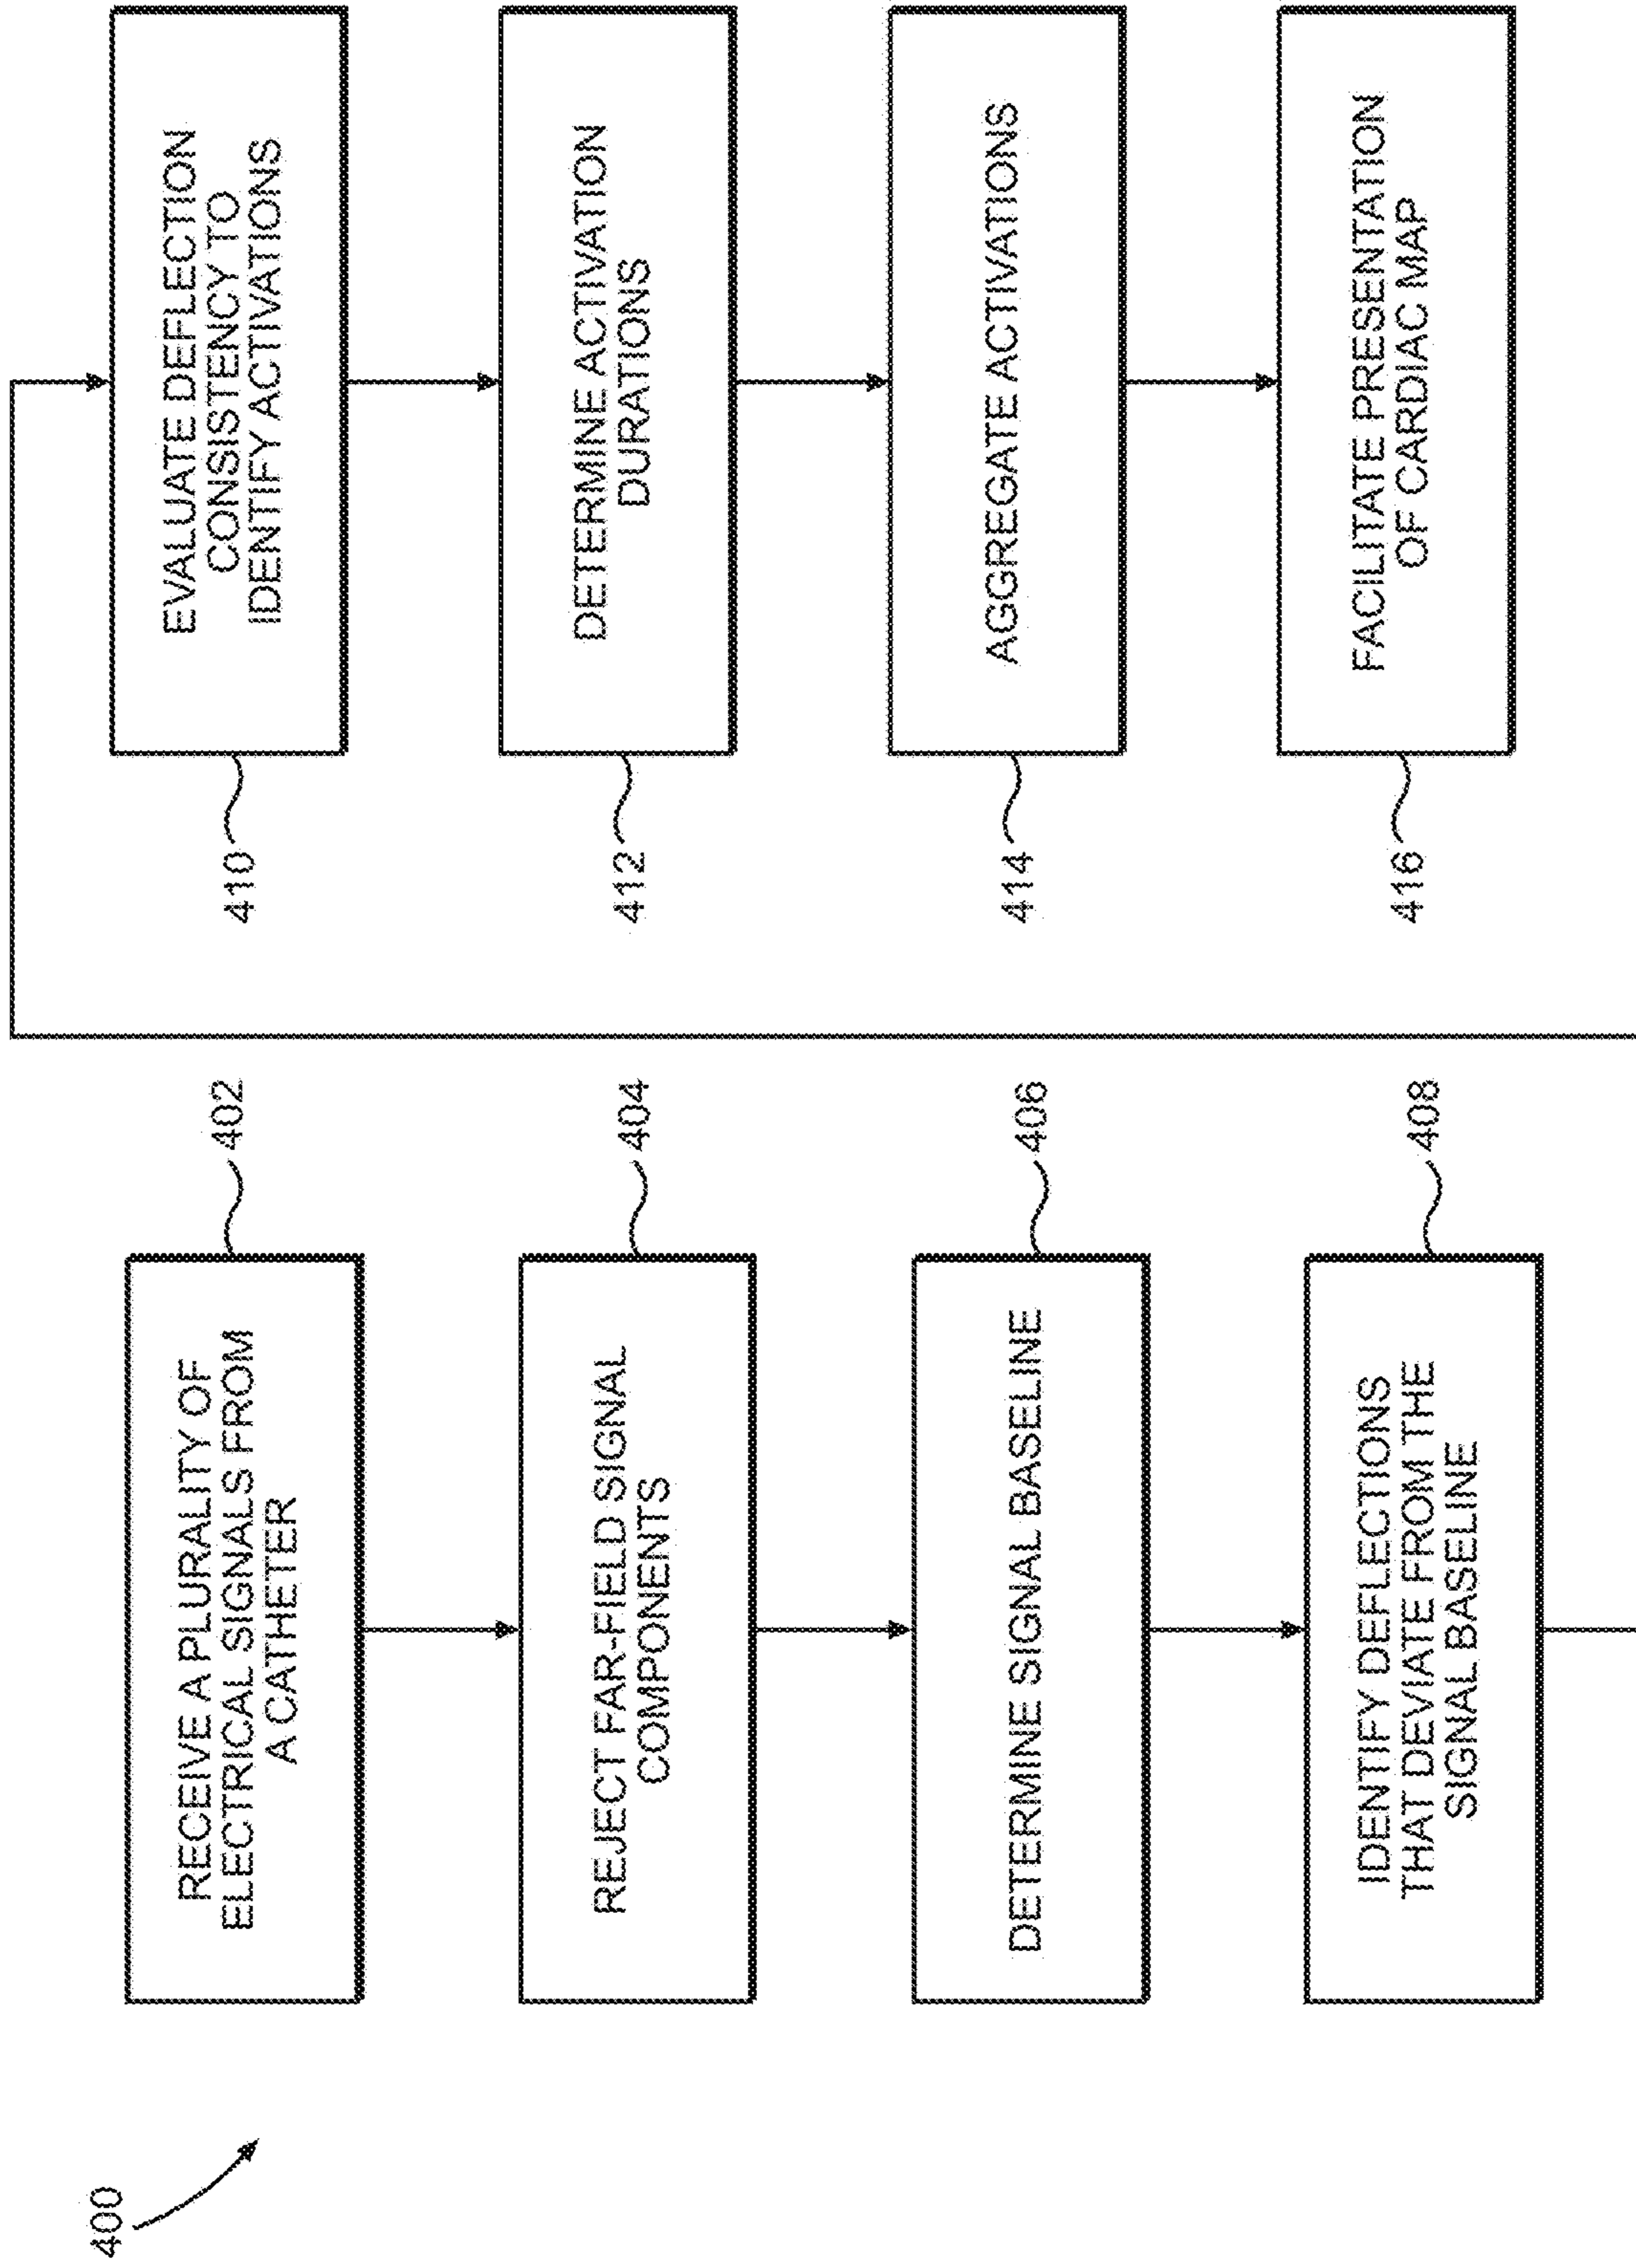 400
RECEIVE A PLURALITY OF
ELECTRICAL SIGNALS FROM
A CATHETER
402
REJECT FAR-FIELD SIGNAL
COMPONENTS
404
DETERMINE SIGNAL BASELINE
406
IDENTIFY DEFLECTIONS
THAT DEVIATE FROM THE
SIGNAL BASELINE
408
410
EVALUATE DEFLECTION
CONSISTENCY TO
IDENTIFY ACTIVATIONS
412
DETERMINE ACTIVATION
DURATIONS
414
AGGREGATE ACTIVATIONS
416
FACILITATE PRESENTATION
OF CARDIAC MAP